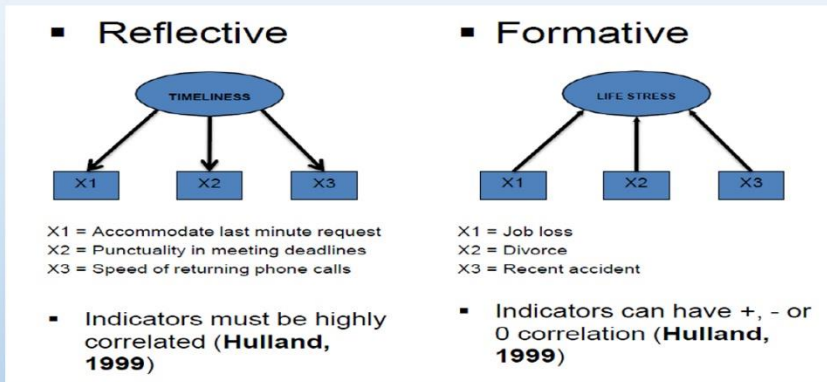 ▪ Reflective
TIMELINESS
X1 X2 X3
X1 = Accommodate last minute request
X2 = Punctuality in meeting deadlines
X3 = Speed of returning phone calls
▪ Indicators must be highly
correlated (Hulland,
1999)
▪ Formative
LIFE STRESS
X1 X2 X3
X1 = Job loss
X2 = Divorce
X3 = Recent accident
▪ Indicators can have +, - or
0 correlation (Hulland,
1999)